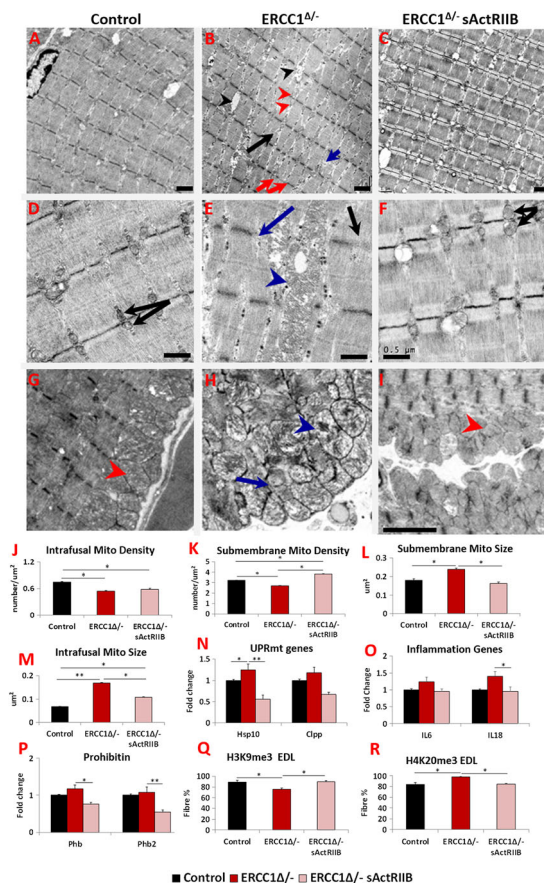 Control ERCC1Δ/- ERCC1Δ/- sActRIIB
A B C
D E F
0.5 µm
G H I
J Intrafusal Mito Density
number/um²
1.2
0.6
0
*
*
Control ERCC1Δ/- ERCC1Δ/- sActRIIB
K Submembrane Mito Density
number/um²
5
4
3
2
1
0
*
*
*
Control ERCC1Δ/- ERCC1Δ/- sActRIIB
L Submembrane Mito Size
um²
0.3
0.2
0.1
0
*
*
Control ERCC1Δ/- ERCC1Δ/- sActRIIB
M Intrafusal Mito Size
um²
0.2
0.1
0
*
**
*
Control ERCC1Δ/- ERCC1Δ/- sActRIIB
N UPRmt genes
Fold Change
1.5
1
0.5
0
* **
Hsp10 Clpp
O Inflammation Genes
Fold Change
2
1.5
1
0.5
0
*
IL6 IL18
P Prohibitin
Fold change
2
1.5
1
0.5
0
*
**
Phb Phb2
Q H3K9me3 EDL
Fibre %
100
80
60
40
20
0
* *
Control ERCC1Δ/- ERCC1Δ/- sActRIIB
R H4K20me3 EDL
Fibre %
100
80
60
40
20
0
* *
Control ERCC1Δ/- ERCC1Δ/- sActRIIB
Control ERCC1Δ/- ERCC1Δ/- sActRIIB